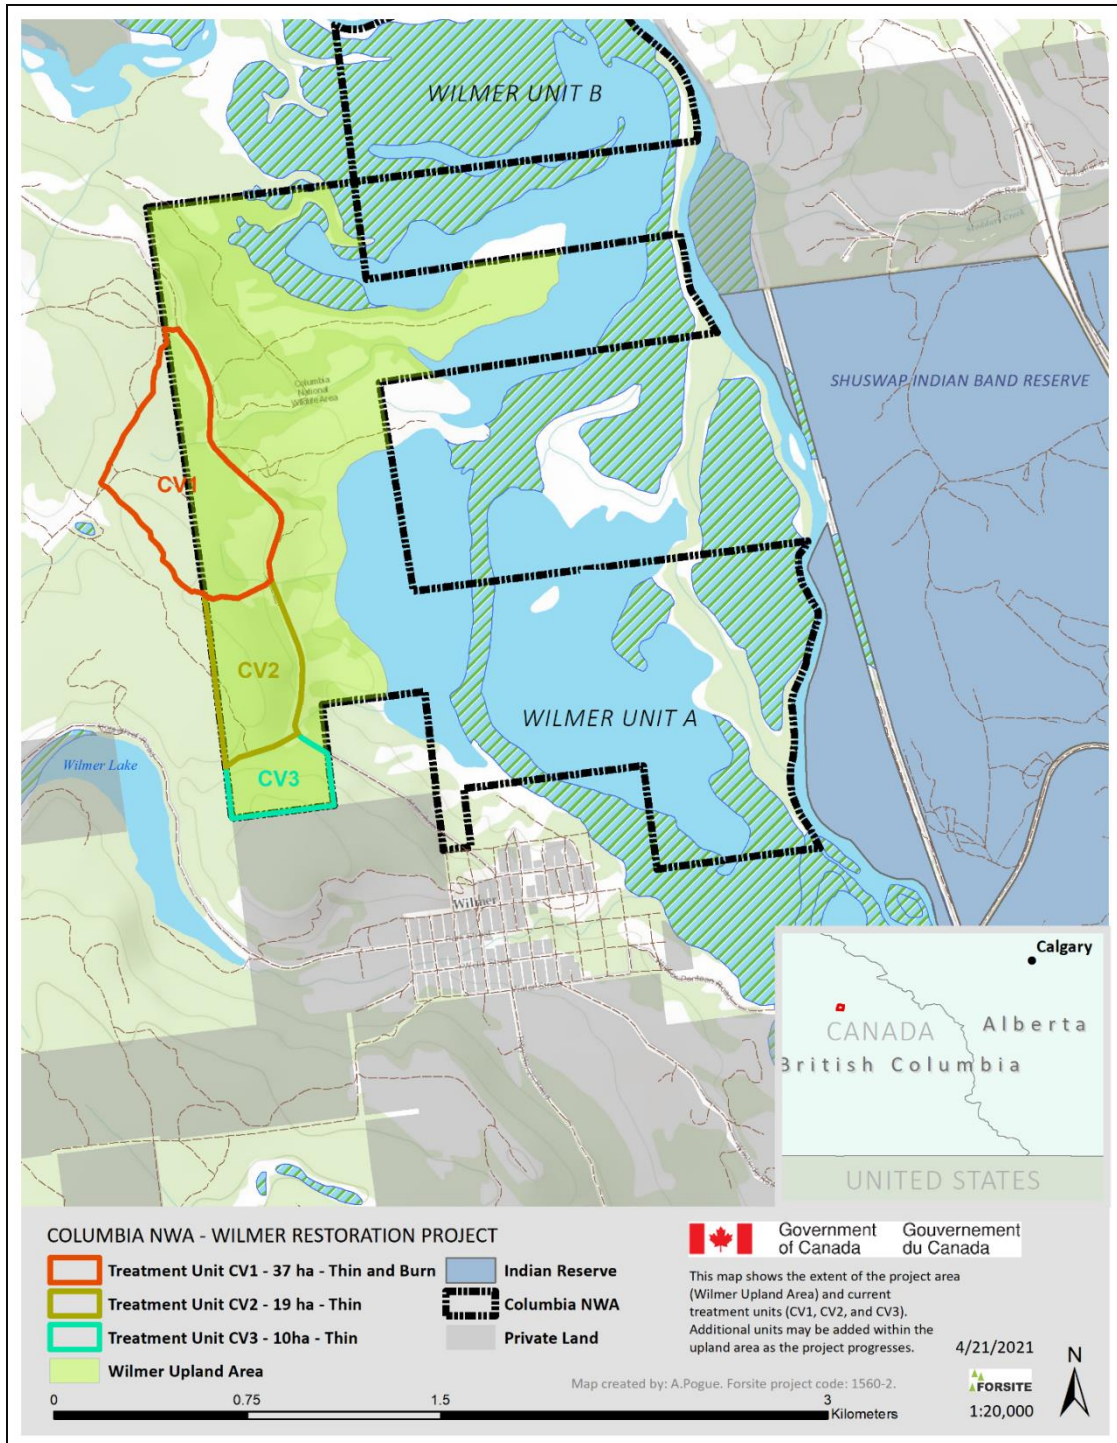 WILMER UNIT B
SHUSWAP INDIAN BAND RESERVE
Columbia
National
Wildlife Area
CV1
CV2
WILMER UNIT A
Wilmer Lake
CV3
Wilmer
Calgary
CANADA
Alberta
British Columbia
UNITED STATES
COLUMBIA NWA - WILMER RESTORATION PROJECT
Treatment Unit CV1 - 37 ha - Thin and Burn
Treatment Unit CV2 - 19 ha - Thin
Treatment Unit CV3 - 10ha - Thin
Wilmer Upland Area
Indian Reserve
Columbia NWA
Private Land
Government
of Canada
Gouvernement
du Canada
This map shows the extent of the project area
(Wilmer Upland Area) and current
treatment units (CV1, CV2, and CV3).
Additional units may be added within the
upland area as the project progresses.
4/21/2021
N
Map created by: A.Pogue. Forsite project code: 1560-2.
FORSITE
1:20,000
0 0.75 1.5 3
Kilometers